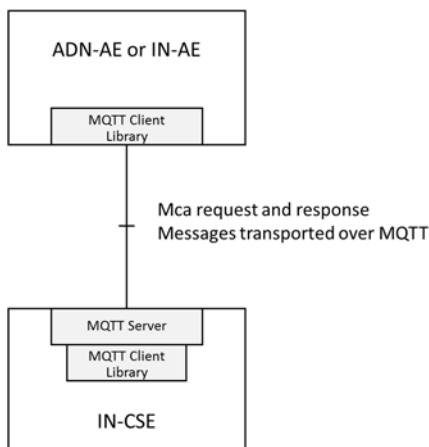 ADN-AE or IN-AE
MQTT Client
Library
Mca request and response
Messages transported over MQTT
MQTT Server
MQTT Client
Library
IN-CSE